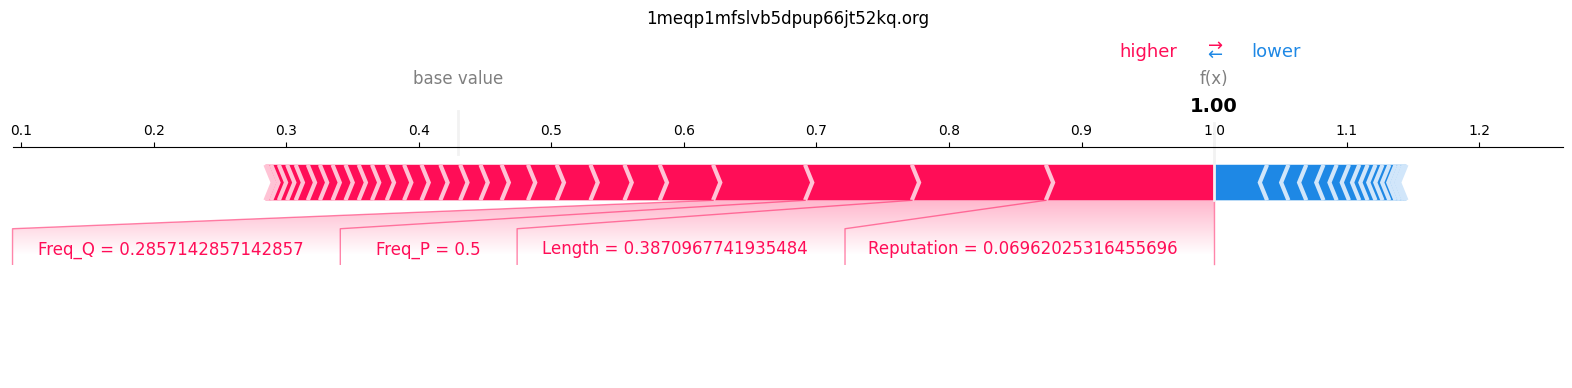 1meqp1mfslvb5dpup66jt52kq.org
higher ⇄ lower
base value f(x)
1.00
0.1 0.2 0.3 0.4 0.5 0.6 0.7 0.8 0.9 1.0 1.1 1.2
Freq_Q = 0.2857142857142857 Freq_P = 0.5 Length = 0.3870967741935484 Reputation = 0.06962025316455696